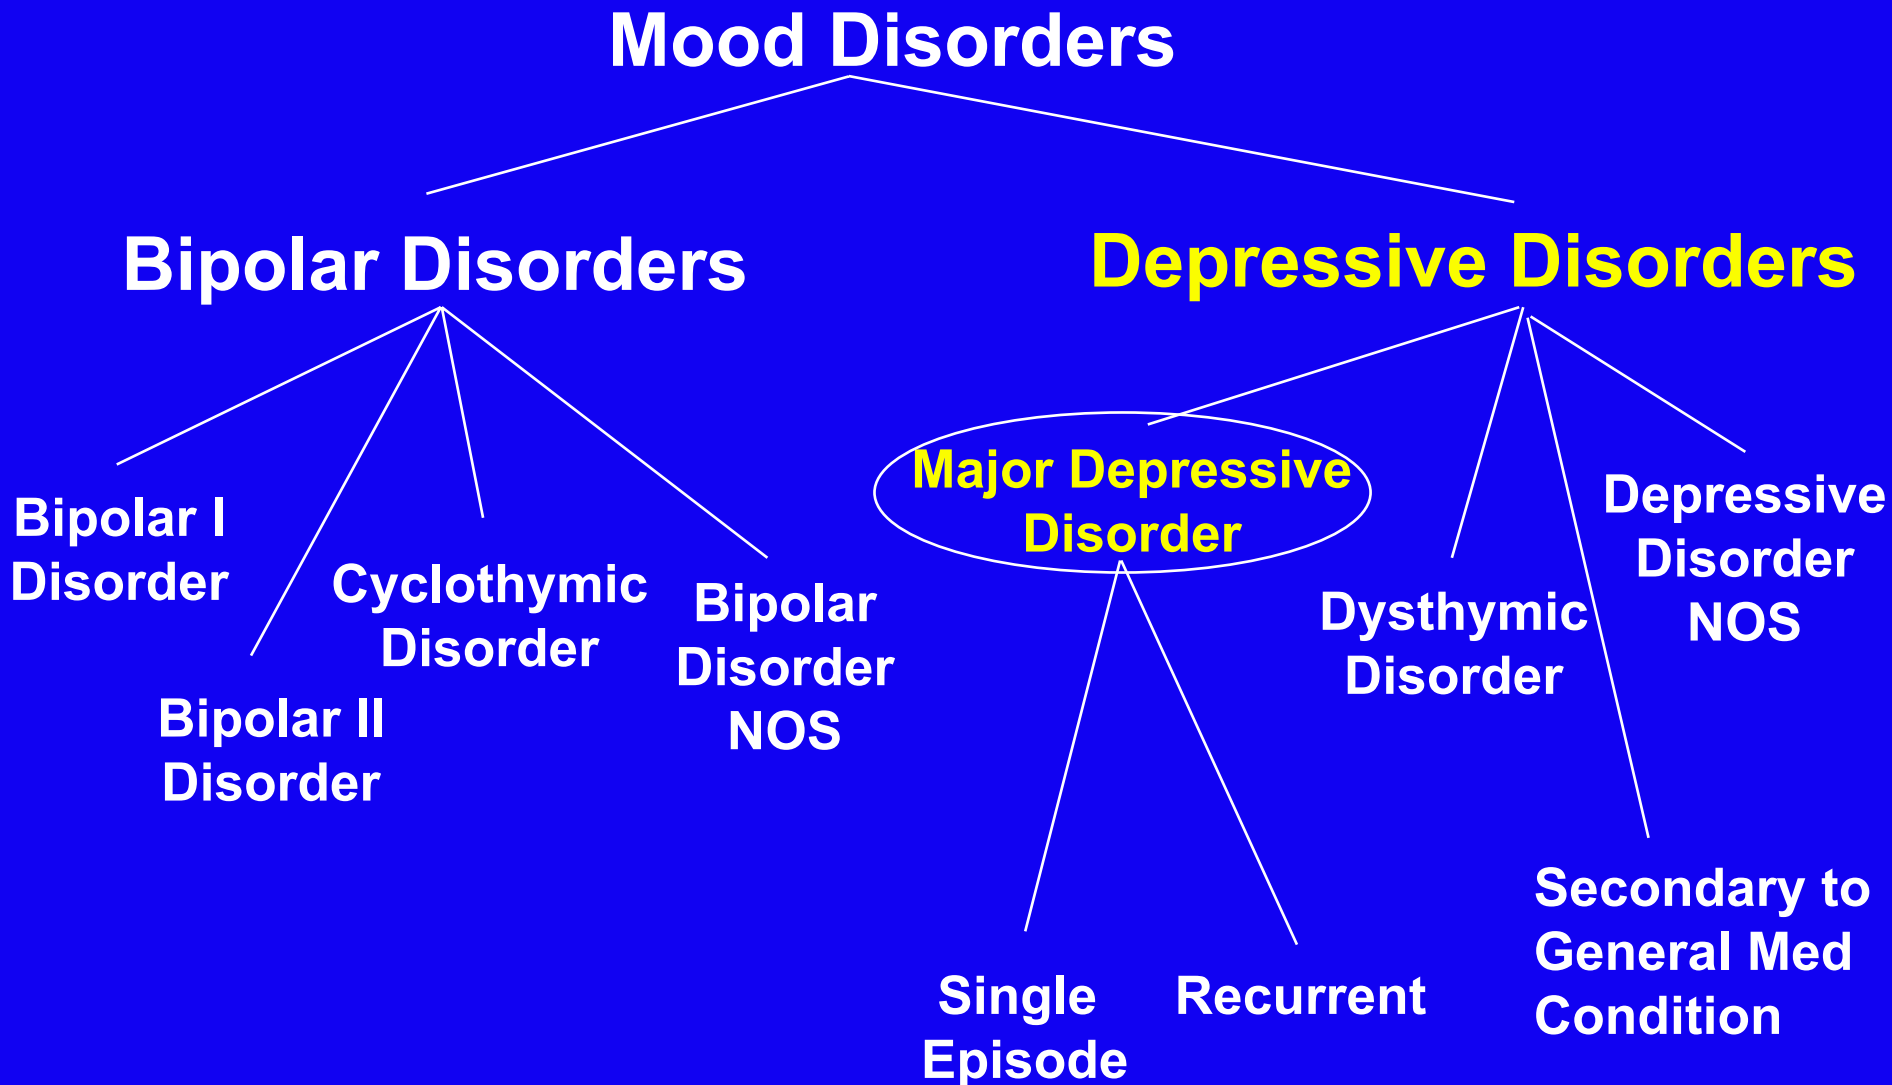 Mood Disorders
Bipolar Disorders
Depressive Disorders
Bipolar I
Disorder
Bipolar II
Disorder
Cyclothymic
Disorder
Bipolar
Disorder
NOS
Major Depressive
Disorder
Single
Episode
Recurrent
Dysthymic
Disorder
Secondary to
General Med
Condition
Depressive
Disorder
NOS